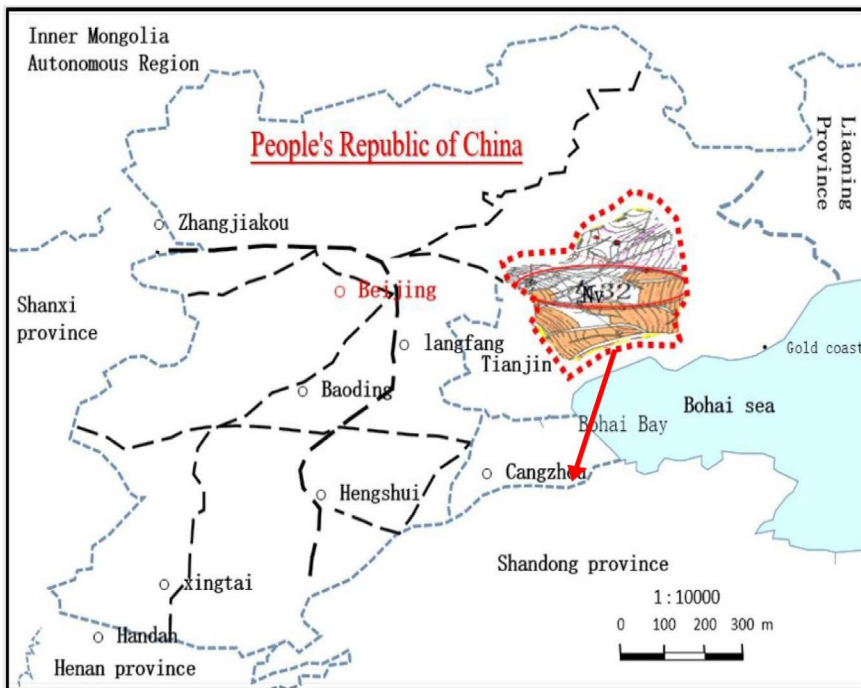 Inner Mongolia
Autonomous Region
People's Republic of China
Liaoning
Province
Zhangjiakou
Beijing
Shanxi
province
langfang
Tianjin
Gold coast
Baoding
Bohai sea
Bohai Bay
Cangzhou
Hengshui
Shandong province
xingtai
1:10000
Handan
0 100 200 300 m
Henan province